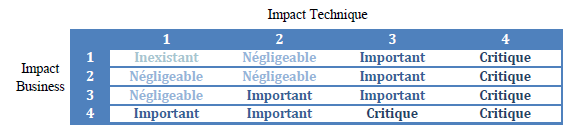 Impact Technique
1 2 3 4
Impact Business
1 Inexistant Négligeable Important Critique
2 Négligeable Négligeable Important Critique
3 Négligeable Important Important Critique
4 Important Important Critique Critique